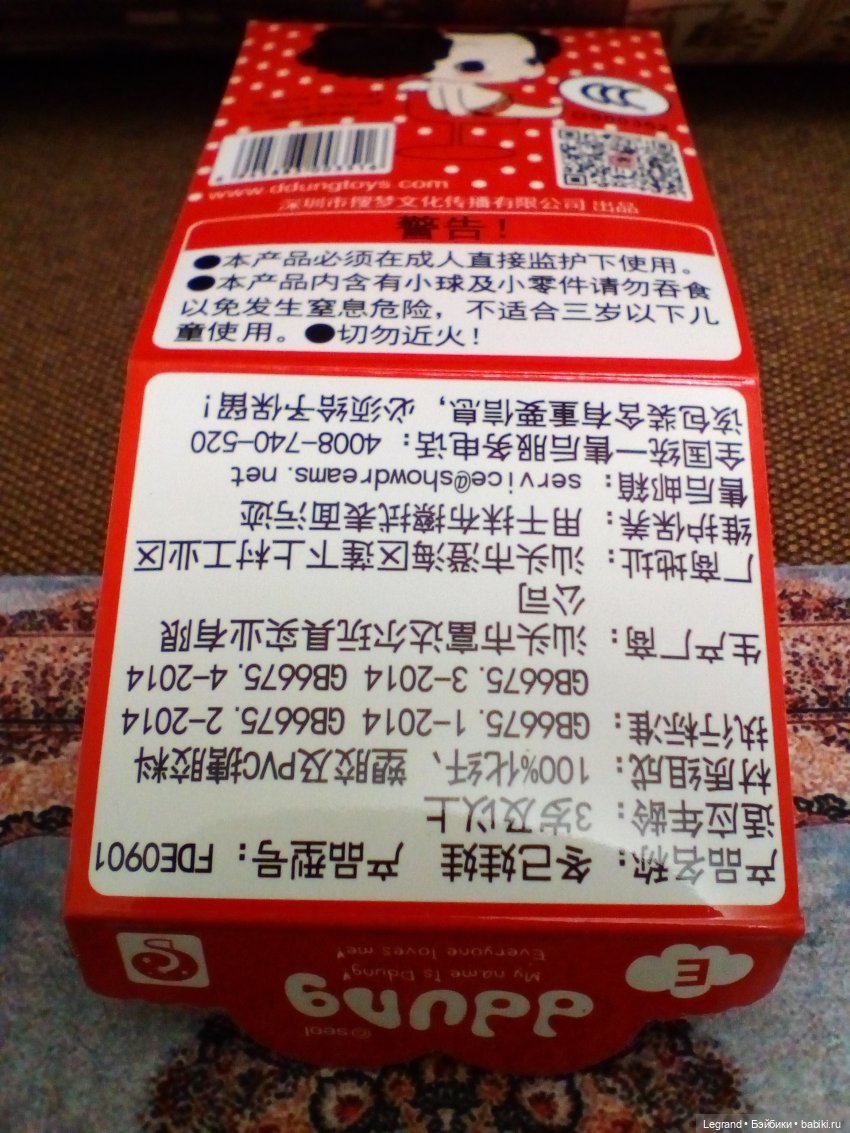 www.ddungtoys.com
深圳市搜梦文化传播有限公司 出品
警告!
●本产品必须在成人直接监护下使用。
●本产品内含有小球及小零件请勿吞食
以免发生窒息危险，不适合三岁以下儿
童使用。●切勿近火!
产品名称: 冬己娃娃 产品型号: FDE0901
适应年龄: 3岁及以上
材质组成: 100%化纤、塑胶及PVC搪胶料
执行标准: GB6675.1-2014 GB6675.2-2014
GB6675.3-2014 GB6675.4-2014
生产厂商: 汕头市富达尔玩具实业有限
公司
厂商地址: 汕头市澄海区莲下上村工业区
维护保养: 用干抹布擦拭表面污迹
售后邮箱: service@showdreams.net
全国统一售后服务电话: 4008-740-520
该包装含有重要信息，必须给予保留!
E
©seol
ddung
My name Is Ddung!
Everyone loves me!
Legrand • Бэйбики • babiki.ru